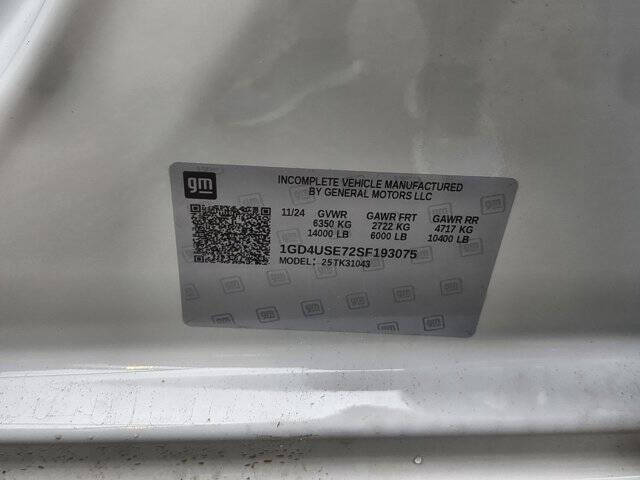 gm
INCOMPLETE VEHICLE MANUFACTURED
BY GENERAL MOTORS LLC
11/24 GVWR GAWR FRT GAWR RR
6350 KG 2722 KG 4717 KG
14000 LB 6000 LB 10400 LB
1GD4USE72SF193075
MODEL: 25TK31043